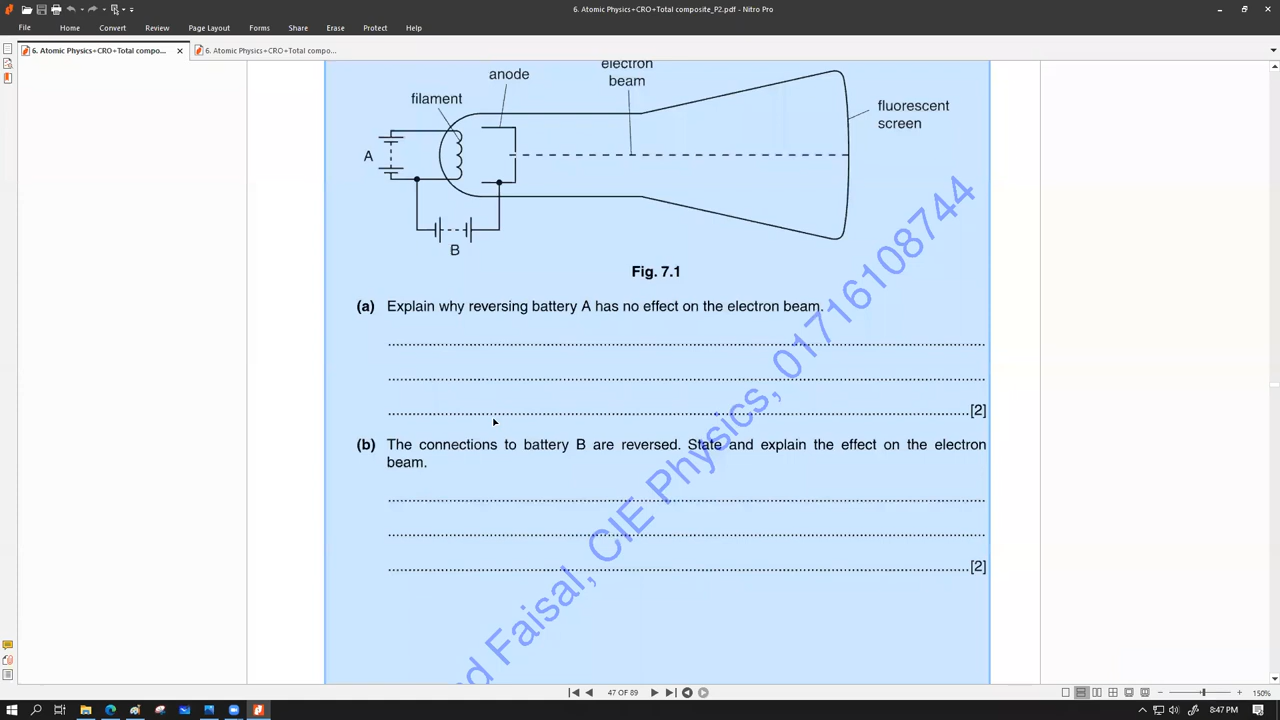 6. Atomic Physics+CRO+Total composite_P2.pdf - Nitro Pro
File Home Convert Review Page Layout Forms Share Erase Protect Help
6. Atomic Physics+CRO+Total compo... 6. Atomic Physics+CRO+Total compo...
electron
beam
anode
filament
fluorescent
screen
A
B
Fig. 7.1
(a) Explain why reversing battery A has no effect on the electron beam.
[2]
(b) The connections to battery B are reversed. State and explain the effect on the electron
beam.
[2]
d Faisal, CIE Physics, 01716108744
47 OF 89
150%
8:47 PM